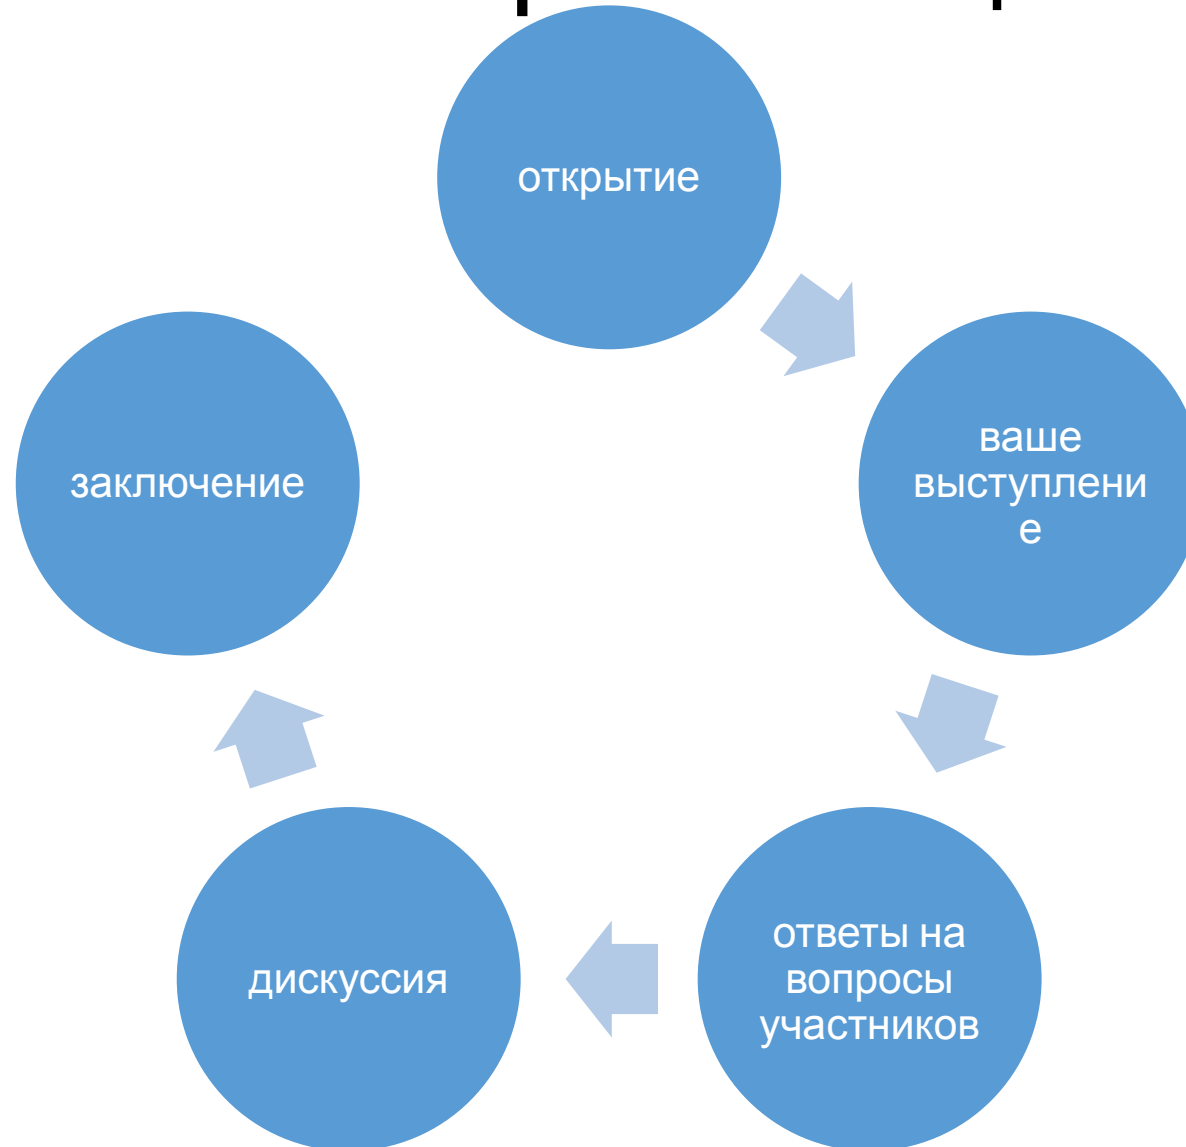 открытие
ваше
выступлени
е
ответы на
вопросы
участников
дискуссия
заключение